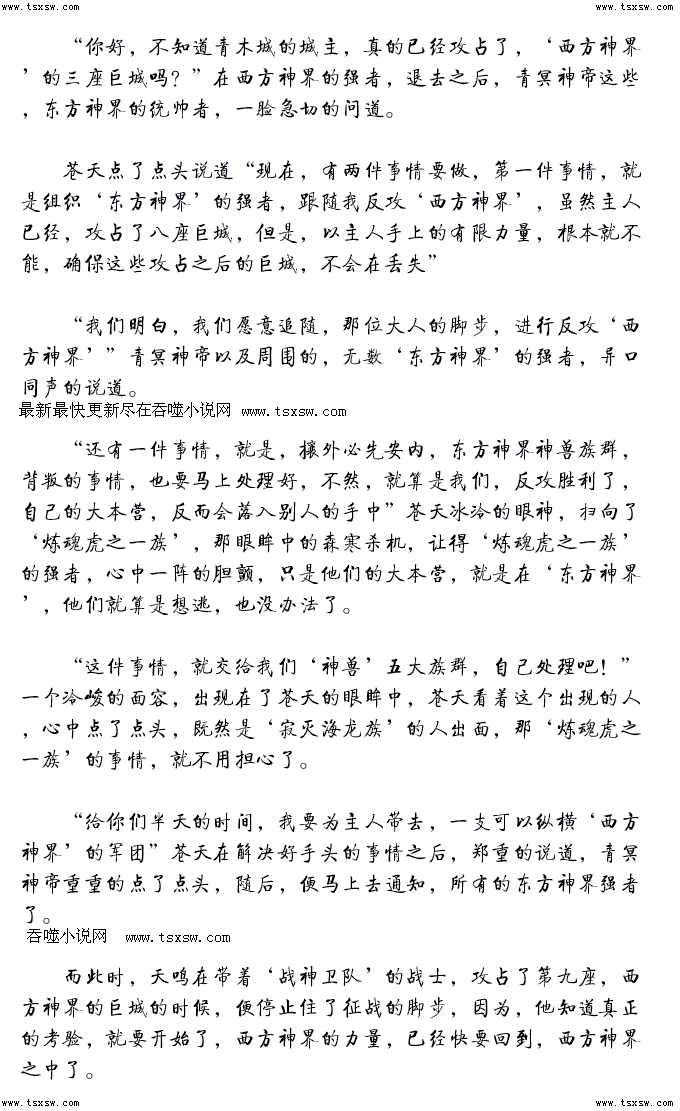 www.tsxsw.com www.tsxsw.com
“你好，不知道青木城的城主，真的已经攻占了，‘西方神界
’的三座巨城吗？”在西方神界的强者，退去之后，青冥神帝这些
，东方神界的统帅者，一脸急切的问道。
苍天点了点头说道“现在，有两件事情要做，第一件事情，就
是组织‘东方神界’的强者，跟随我反攻‘西方神界’，虽然主人
已经，攻占了八座巨城，但是，以主人手上的有限力量，根本就不
能，确保这些攻占之后的巨城，不会在丢失”
“我们明白，我们愿意追随，那位大人的脚步，进行反攻‘西
方神界’”青冥神帝以及周围的，无数‘东方神界’的强者，异口
同声的说道。
最新最快更新尽在吞噬小说网 www.tsxsw.com
“还有一件事情，就是，攘外必先安内，东方神界神兽族群，
背叛的事情，也要马上处理好，不然，就算是我们，反攻胜利了，
自己的大本营，反而会落入别人的手中”苍天冰冷的眼神，扫向了
‘炼魂虎之一族’，那眼眸中的森寒杀机，让得‘炼魂虎之一族’
的强者，心中一阵的胆颤，只是他们的大本营，就是在‘东方神界
’，他们就算是想逃，也没办法了。
“这件事情，就交给我们‘神兽’五大族群，自己处理吧！”
一个冷峻的面容，出现在了苍天的眼眸中，苍天看着这个出现的人
，心中点了点头，既然是‘寂灭海龙族’的人出面，那‘炼魂虎之
一族’的事情，就不用担心了。
“给你们半天的时间，我要为主人带去，一支可以纵横‘西方
神界’的军团”苍天在解决好手头的事情之后，郑重的说道，青冥
神帝重重的点了点头，随后，便马上去通知，所有的东方神界强者
了。
吞噬小说网 www.tsxsw.com
而此时，天鸣在带着‘战神卫队’的战士，攻占了第九座，西
方神界的巨城的时候，便停止住了征战的脚步，因为，他知道真正
的考验，就要开始了，西方神界的力量，已经快要回到，西方神界
之中了。
www.tsxsw.com www.tsxsw.com